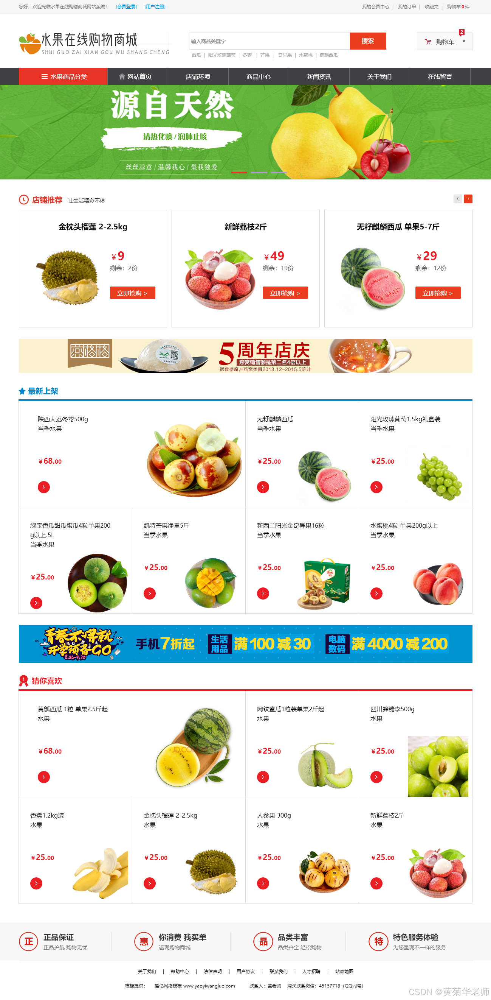 您好，欢迎光临水果在线购物商城网站系统！ [会员登录] [用户注册]
我的会员中心 | 我的订单 | 收藏夹 | 购物车0件
水果在线购物商城
SHUI GUO ZAI XIAN GOU WU SHANG CHENG
输入商品关键字
搜索
2
购物车
西瓜 | 阳光玫瑰葡萄 | 冬枣 | 芒果 | 奇异果 | 水蜜桃 | 麒麟西瓜
水果商品分类
网站首页
店铺环境
商品中心
新闻资讯
关于我们
在线留言
源自天然
清热化痰 / 润肺止咳
丝丝凉意 / 温馨我心 / 梨我独爱
店铺推荐 让生活精彩不停
金枕头榴莲 2-2.5kg
￥9
剩余：2份
立即抢购 >
新鲜荔枝2斤
￥49
剩余：19份
立即抢购 >
无籽麒麟西瓜 单果5-7斤
￥29
剩余：12份
立即抢购 >
5周年店庆
燕窝销售额是第二名4倍以上
据数据魔方燕窝类目2013.12-2015.5统计
最新上架
陕西大荔冬枣500g
当季水果
￥68.00
无籽麒麟西瓜
当季水果
￥25.00
阳光玫瑰葡萄1.5kg礼盒装
当季水果
￥25.00
绿宝香瓜甜瓜蜜瓜4粒单果200
g以上.5L
当季水果
￥25.00
凯特芒果净重5斤
当季水果
￥25.00
新西兰阳光金奇异果16粒
当季水果
￥25.00
水蜜桃4粒 单果200g以上
当季水果
￥25.00
青春不将就
开学预备GO
8.24-9.30
手机7折起
生活用品
满100减30
电脑数码
满4000减200
1
猜你喜欢
黄瓤西瓜 1粒 单果2.5斤起
水果
￥68.00
JD.COM
网纹蜜瓜1粒装单果2斤起
水果
￥25.00
四川蜂糖李500g
水果
￥25.00
香蕉1.2kg装
水果
￥25.00
金枕头榴莲 2-2.5kg
水果
￥25.00
人参果 300g
水果
￥25.00
新鲜荔枝2斤
水果
￥25.00
正
正品保证
正品护航 购物无忧
惠
你消费 我买单
返现购物商城
品
品类丰富
品类齐全 轻松购物
特
特色服务体验
为您呈现不一样的服务
关于我们 | 帮助中心 | 法律声明 | 用户协议 | 联系我们 | 人才招聘 | 站点地图
模板提供： 摇亿网络模板 www.yaoyiwangluo.com 联系人：黄老师 购买联系微信：45157718（QQ同号）
CSDN @黄菊华老师